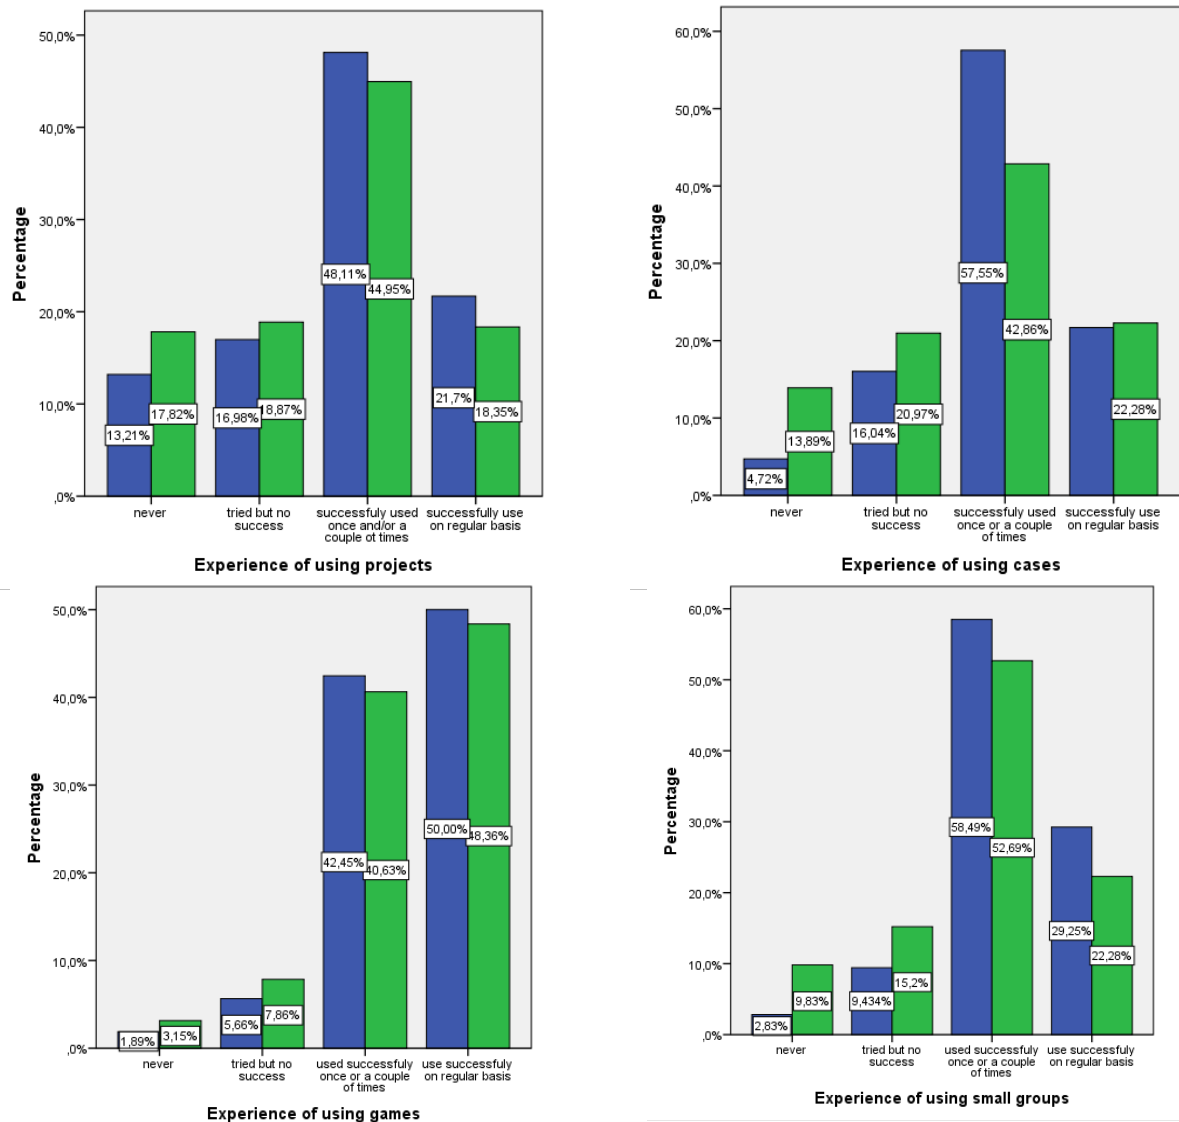 50,0%
40,0%
30,0%
20,0%
10,0%
,0%
Percentage
48,11%
44,95%
17,82%
13,21%
16,98%
18,87%
21,7%
18,35%
never
tried but no
success
successfuly used
once and/or a
couple ot times
successfuly use
on regular basis
Experience of using projects
60,0%
50,0%
40,0%
30,0%
20,0%
10,0%
,0%
Percentage
57,55%
42,86%
4,72%
13,89%
16,04%
20,97%
22,28%
never
tried but no
success
successfuly used
once or a couple
of times
successfuly use
on regular basis
Experience of using cases
50,0%
40,0%
30,0%
20,0%
10,0%
,0%
Percentage
1,89%
3,15%
5,66%
7,86%
42,45%
40,63%
50,00%
48,36%
never
tried but no
success
used successfuly
once or a couple
of times
use successfuly
on regular basis
Experience of using games
60,0%
50,0%
40,0%
30,0%
20,0%
10,0%
,0%
Percentage
2,83%
9,83%
9,434%
15,2%
58,49%
52,69%
29,25%
22,28%
never
tried but no
success
used successfuly
once or a couple
of times
use successfuly
on regular basis
Experience of using small groups